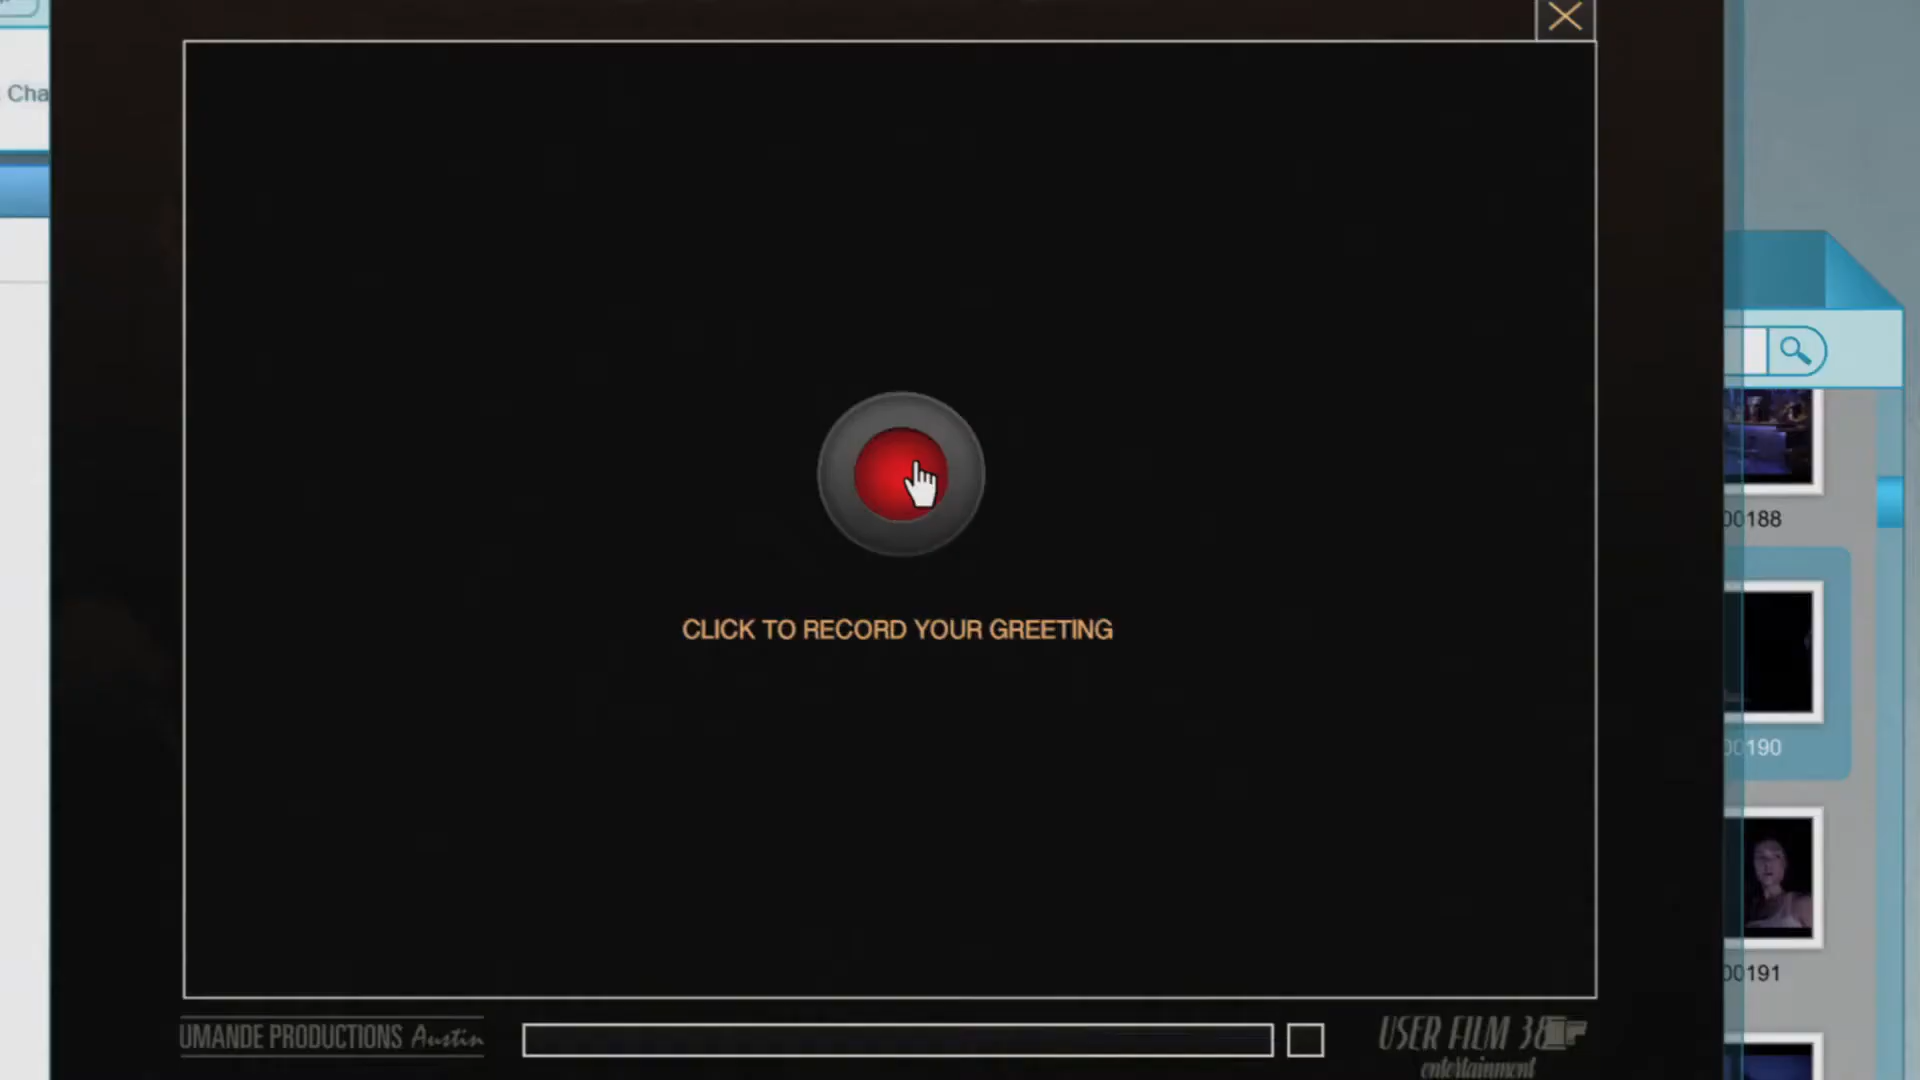 Cha
CLICK TO RECORD YOUR GREETING
00188
00190
00191
UMANDE PRODUCTIONS Austin
USER FILM 38
entertainment